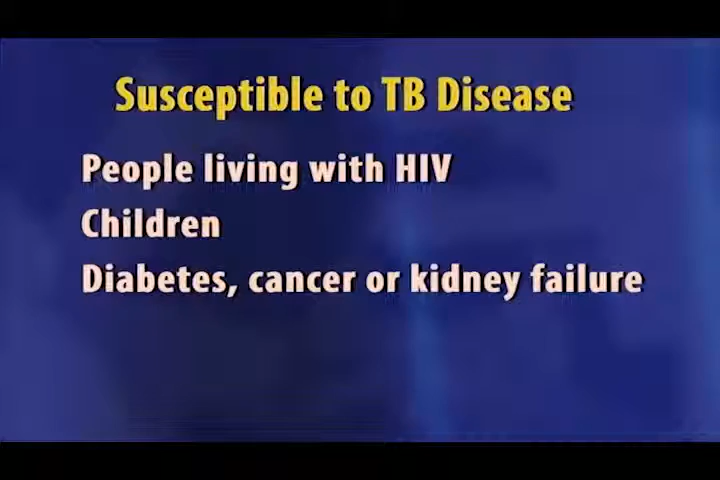 Susceptible to TB Disease
People living with HIV
Children
Diabetes, cancer or kidney failure